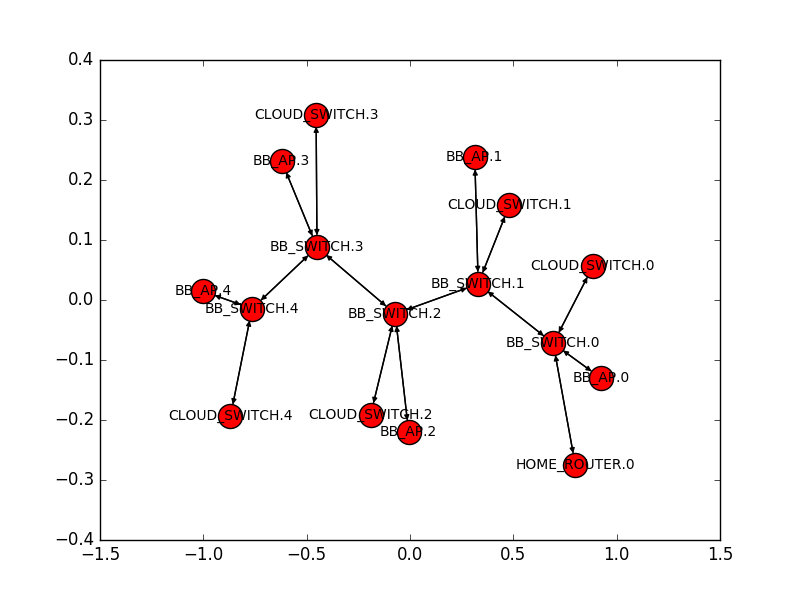 0.4
CLOUD_SWITCH.3
0.3
BB_AP.3
BB_AP.1
0.2
CLOUD_SWITCH.1
0.1
BB_SWITCH.3
CLOUD_SWITCH.0
BB_SWITCH.1
BB_AP.4
0.0
BB_SWITCH.4
BB_SWITCH.2
BB_SWITCH.0
−0.1
BB_AP.0
CLOUD_SWITCH.4
CLOUD_SWITCH.2
−0.2
BB_AP.2
HOME_ROUTER.0
−0.3
−0.4
−1.5 −1.0 −0.5 0.0 0.5 1.0 1.5